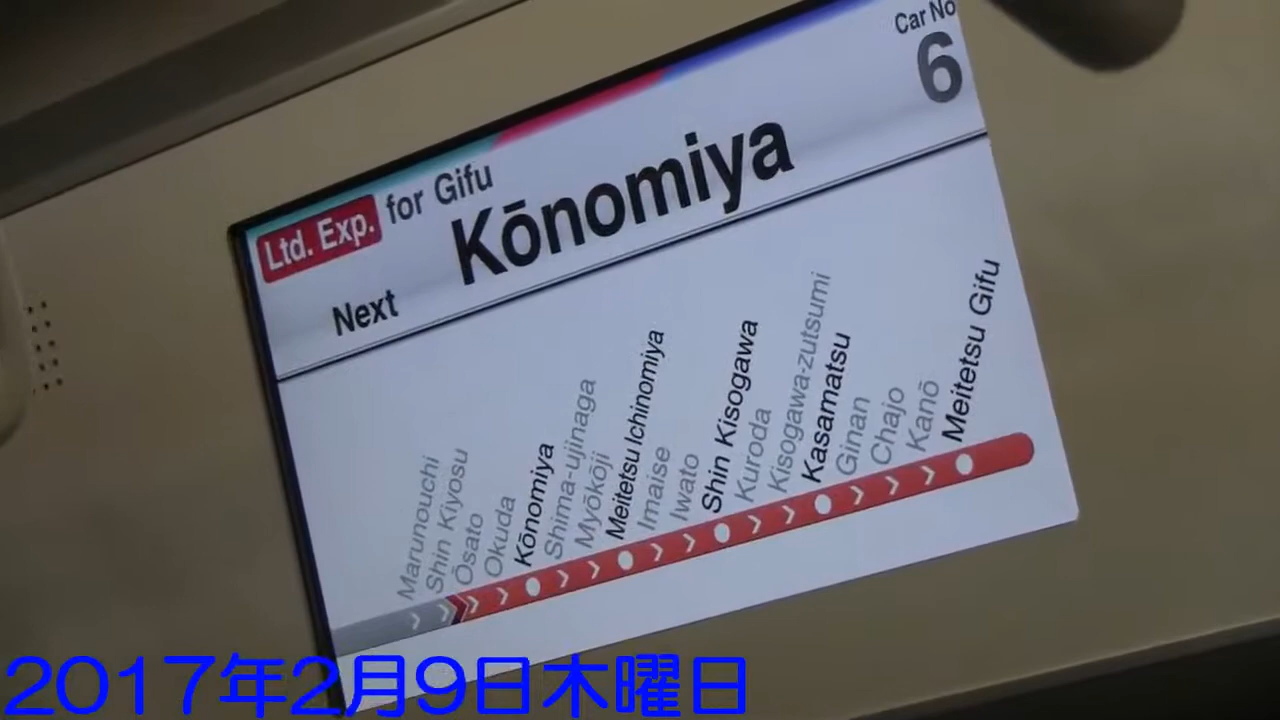 Car No
6
Ltd. Exp. for Gifu
Next Kōnomiya
Marunouchi
Shin Kiyosu
Ōsato
Okuda
Kōnomiya
Shima-ujinaga
Myōkōji
Meitetsu Ichinomiya
Imaise
Iwato
Shin Kisogawa
Kuroda
Kisogawa-zutsumi
Kasamatsu
Ginan
Chajo
Kanō
Meitetsu Gifu
2017年2月9日木曜日